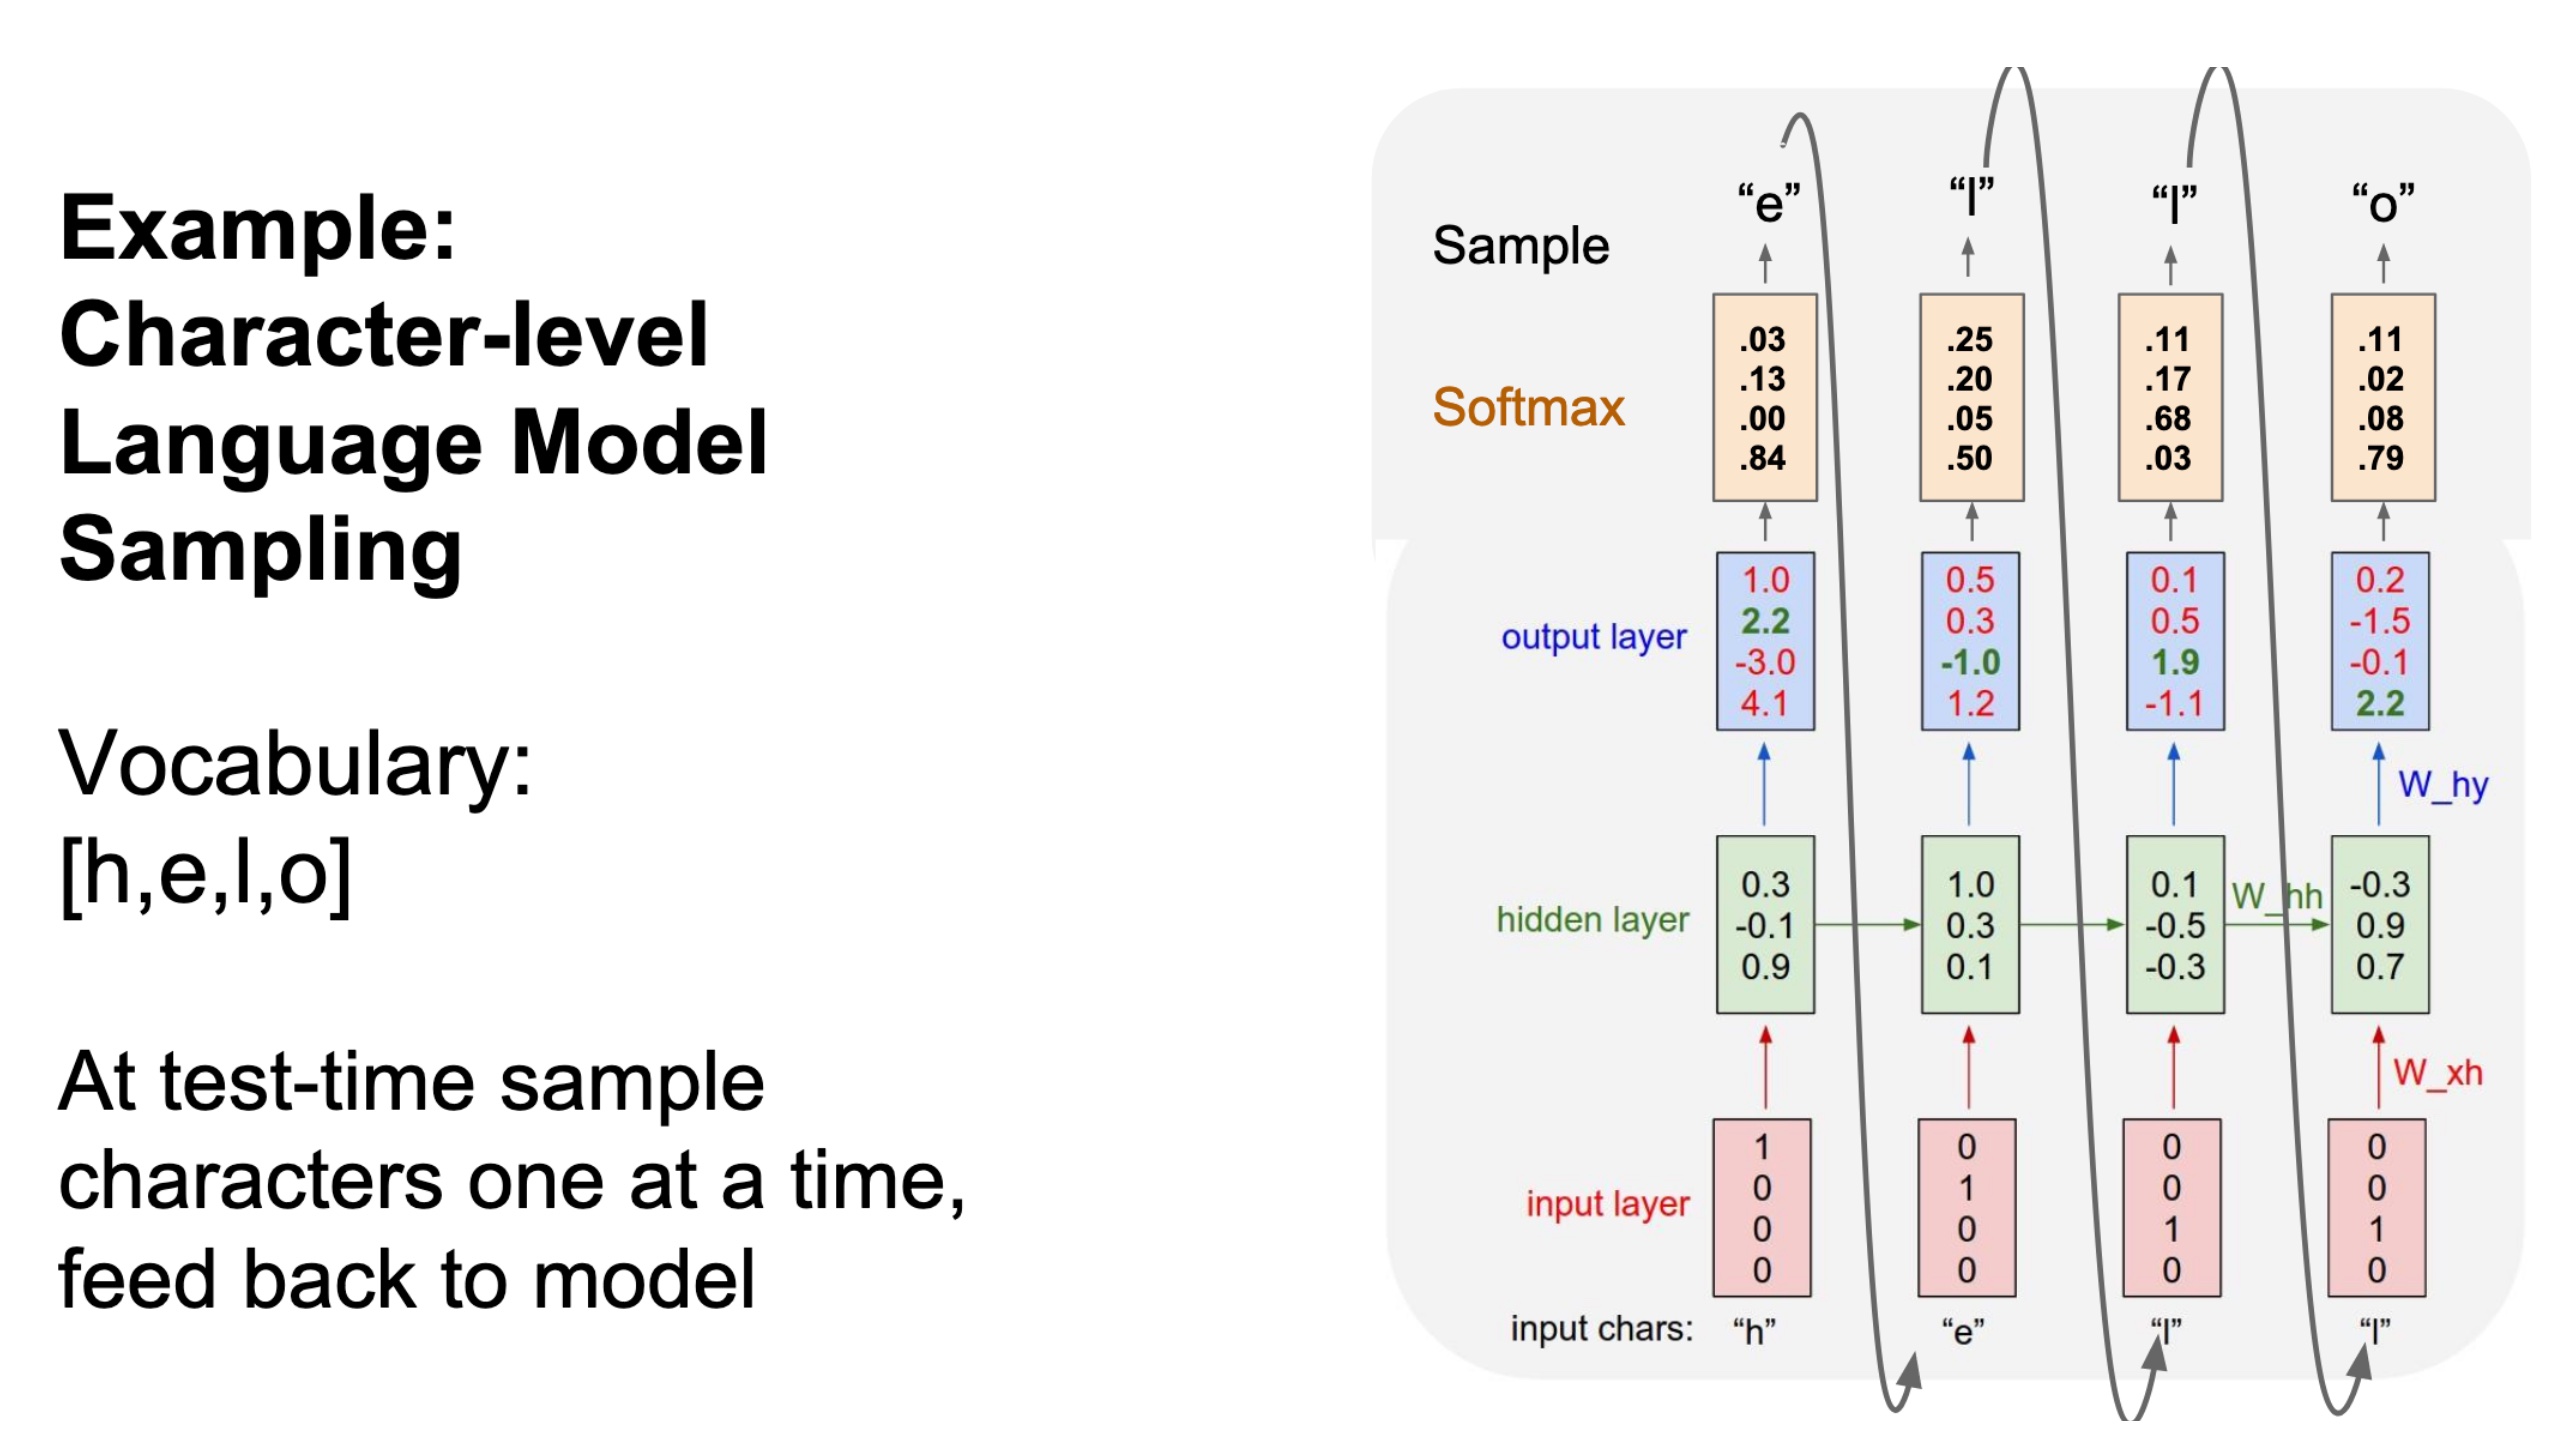 Example:
Character-level
Language Model
Sampling
Vocabulary:
[h,e,l,o]
At test-time sample
characters one at a time,
feed back to model
Sample
“e” “l” “l” “o”
Softmax
.03 .25 .11 .11
.13 .20 .17 .02
.00 .05 .68 .08
.84 .50 .03 .79
output layer
1.0 0.5 0.1 0.2
2.2 0.3 0.5 -1.5
-3.0 -1.0 1.9 -0.1
4.1 1.2 -1.1 2.2
W_hy
hidden layer
0.3 1.0 0.1 -0.3
-0.1 0.3 -0.5 0.9
0.9 0.1 -0.3 0.7
W_hh
W_xh
input layer
1 0 0 0
0 1 0 0
0 0 1 1
0 0 0 0
input chars: “h” “e” “l” “l”